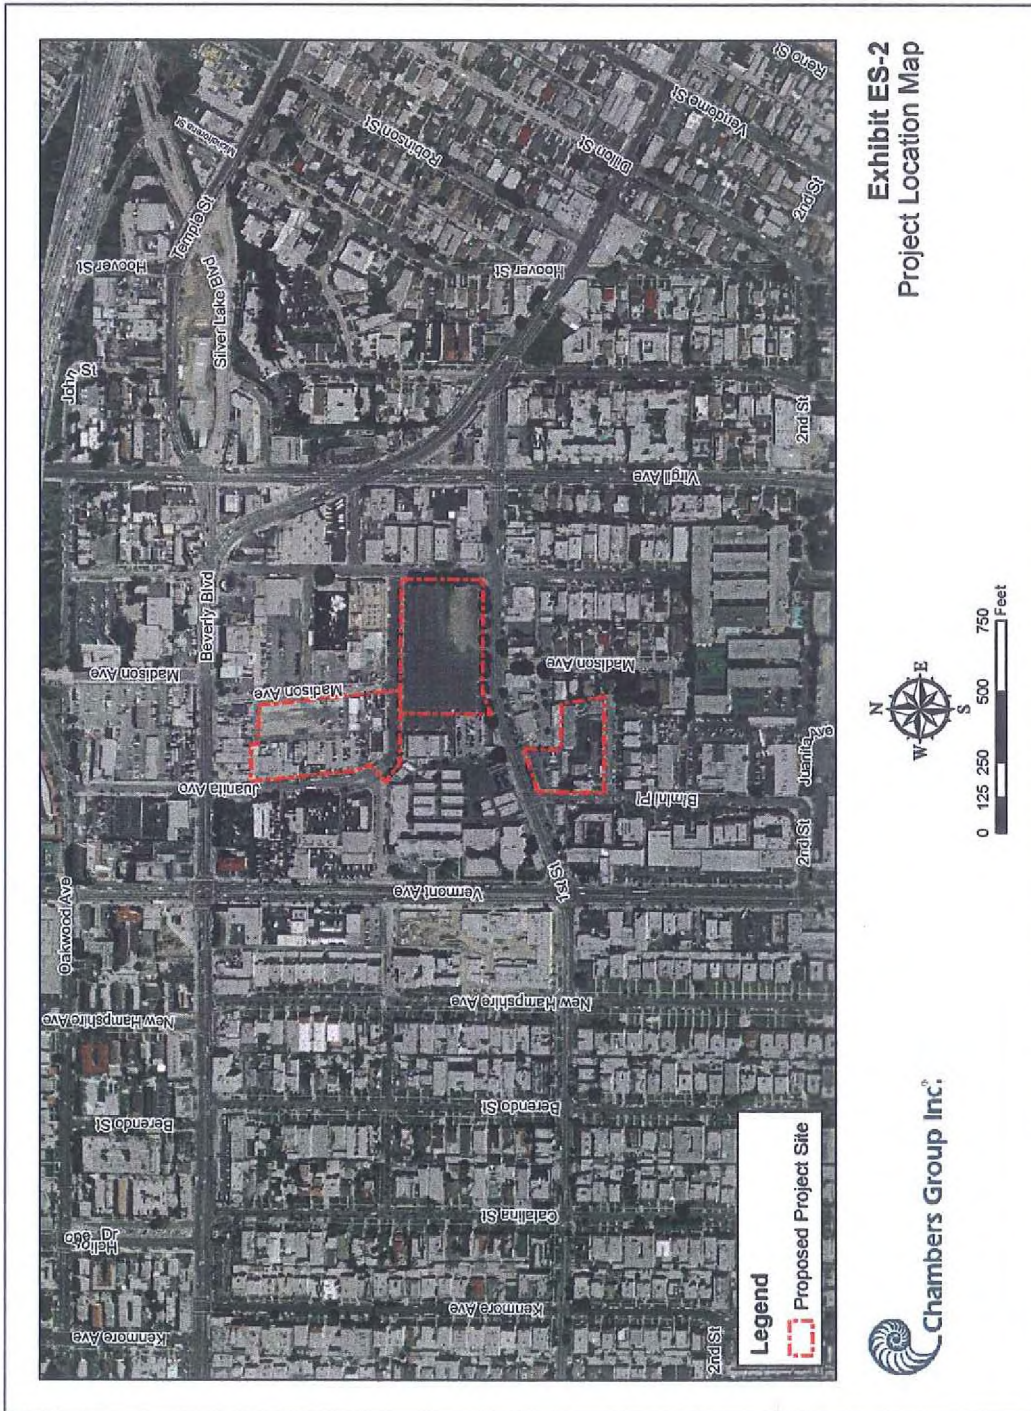 Exhibit ES-2
Project Location Map
Oakwood Ave
John St
Hoover St
Temple St
Silver Lake Blvd
Micheltorena St
Robinson St
Dillon St
Vendome St
Reno St
2nd St
Hoover St
Kenmore Ave
Berendo St
New Hampshire Ave
Madison Ave
Beverly Blvd
Juanita Ave
Madison Ave
Vermont Ave
1st St
Kenmore Ave
Catalina St
Berendo St
New Hampshire Ave
Bimini Pl
Madison Ave
Virgil Ave
2nd St
2nd St
Juanita Ave
2nd St
Legend
Proposed Project Site
Chambers Group Inc.
N
W
E
S
0 125 250 500 750
Feet